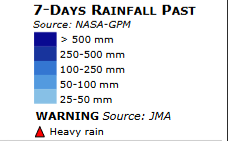 7-DAYS RAINFALL PAST
Source: NASA-GPM
> 500 mm
250-500 mm
100-250 mm
50-100 mm
25-50 mm
WARNING Source: JMA
Heavy rain